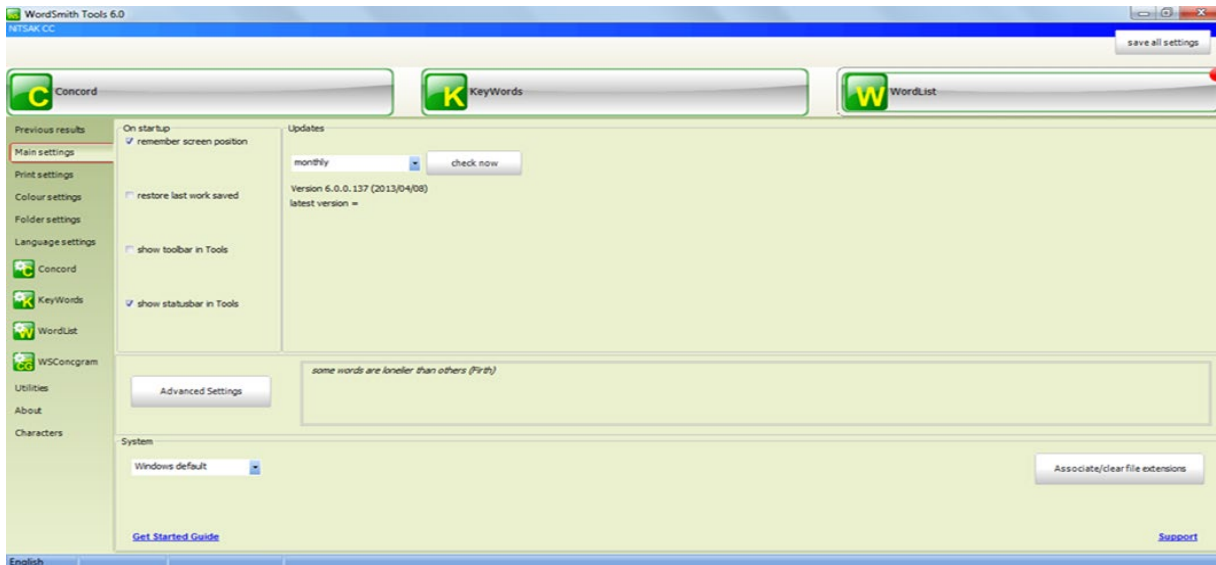 WordSmith Tools 6.0
NITSAK CC
save all settings
C Concord
K KeyWords
W WordList
Previous results
Main settings
Print settings
Colour settings
Folder settings
Language settings
C Concord
K KeyWords
W WordList
CG WSConcgram
Utilities
About
Characters
On startup
remember screen position
restore last work saved
show toolbar in Tools
show statusbar in Tools
Updates
monthly check now
Version 6.0.0.137 (2013/04/08)
latest version =
Advanced Settings
some words are lonelier than others (Firth)
System
Windows default
Associate/clear file extensions
Get Started Guide
Support
English